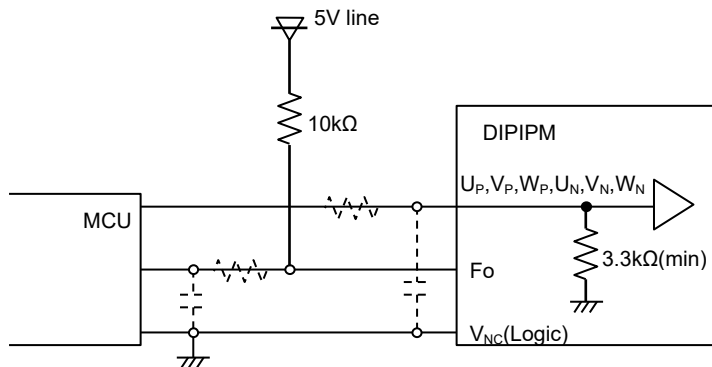 5V line
10kΩ
DIPIPM
U_P,V_P,W_P,U_N,V_N,W_N
MCU
3.3kΩ(min)
Fo
V_NC(Logic)